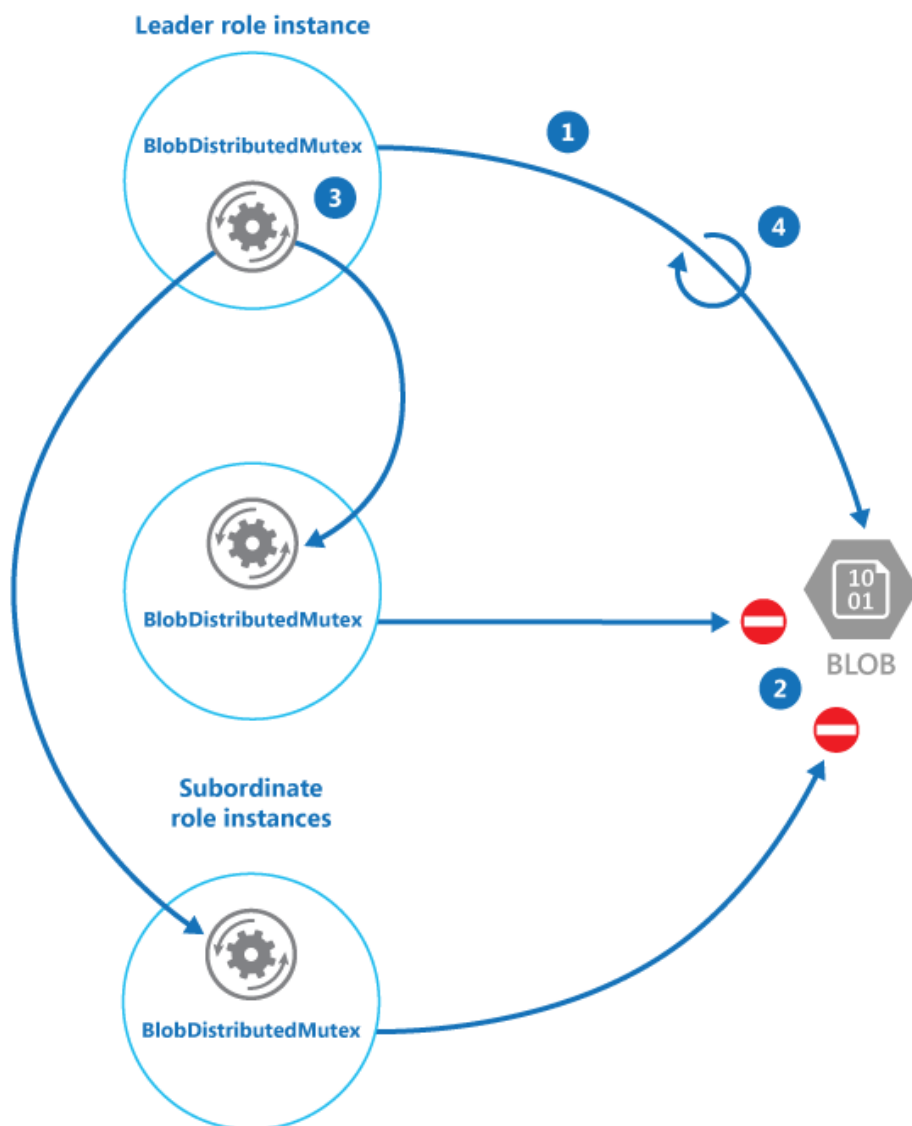 Leader role instance
BlobDistributedMutex
1
3
4
BlobDistributedMutex
10
01
BLOB
2
Subordinate
role instances
BlobDistributedMutex